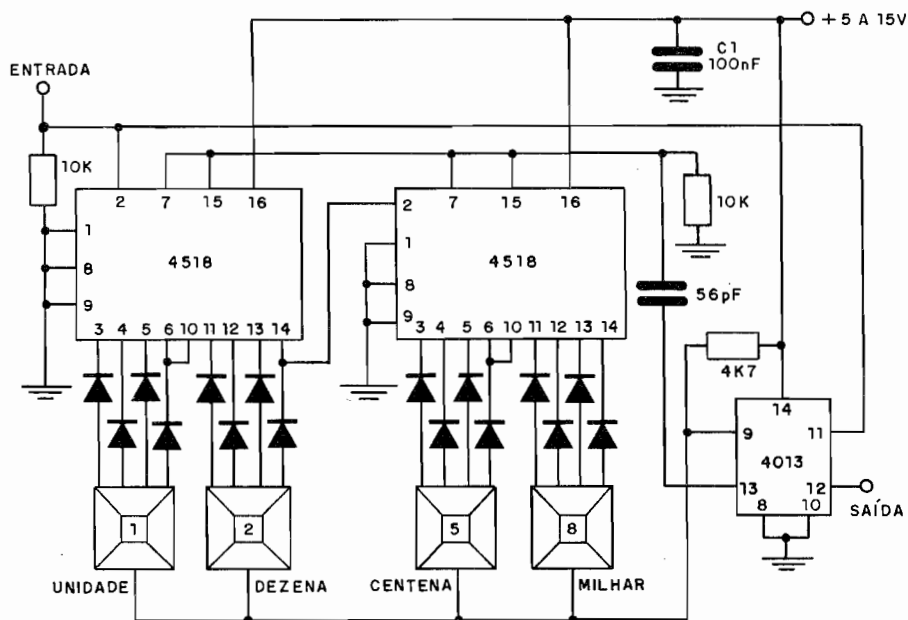 + 5 A 15V
C1
100nF
ENTRADA
10K
2 7 15 16
1
8
9
4518
3 4 5 6 10 11 12 13 14
2 7 15 16
1
8
9
4518
3 4 5 6 10 11 12 13 14
10K
56pF
4K7
14
9 11
4013
13 12
8 10
SAÍDA
1 2 5 8
UNIDADE DEZENA CENTENA MILHAR